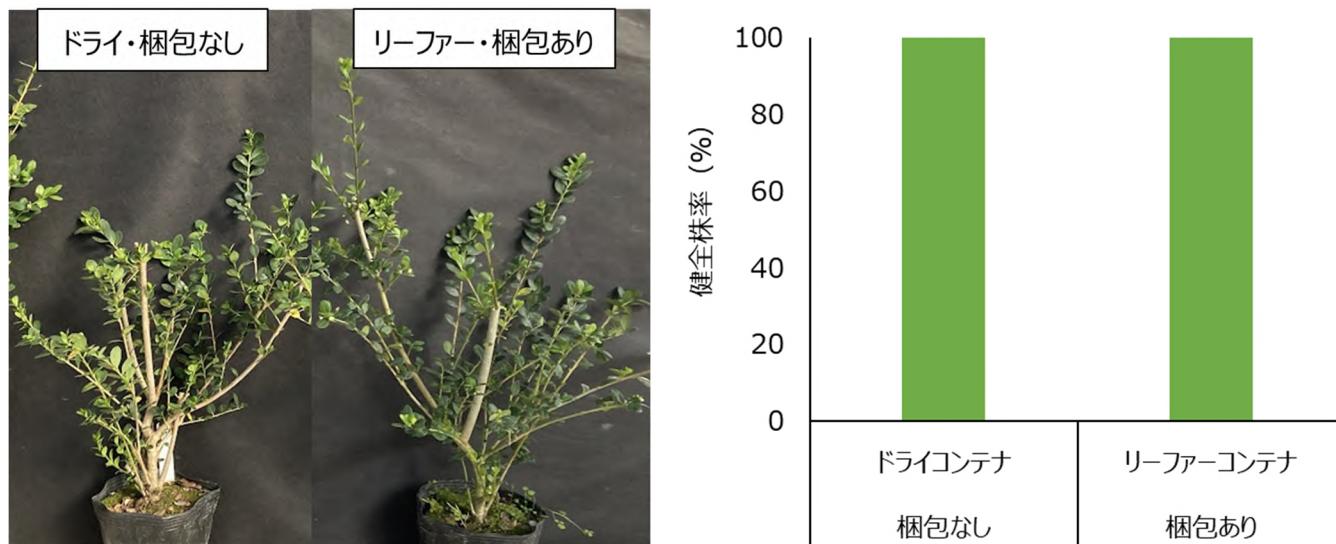 ドライ・梱包なし
リーファー・梱包あり
健全株率 (%)
100
80
60
40
20
0
ドライコンテナ
リーファーコンテナ
梱包なし
梱包あり